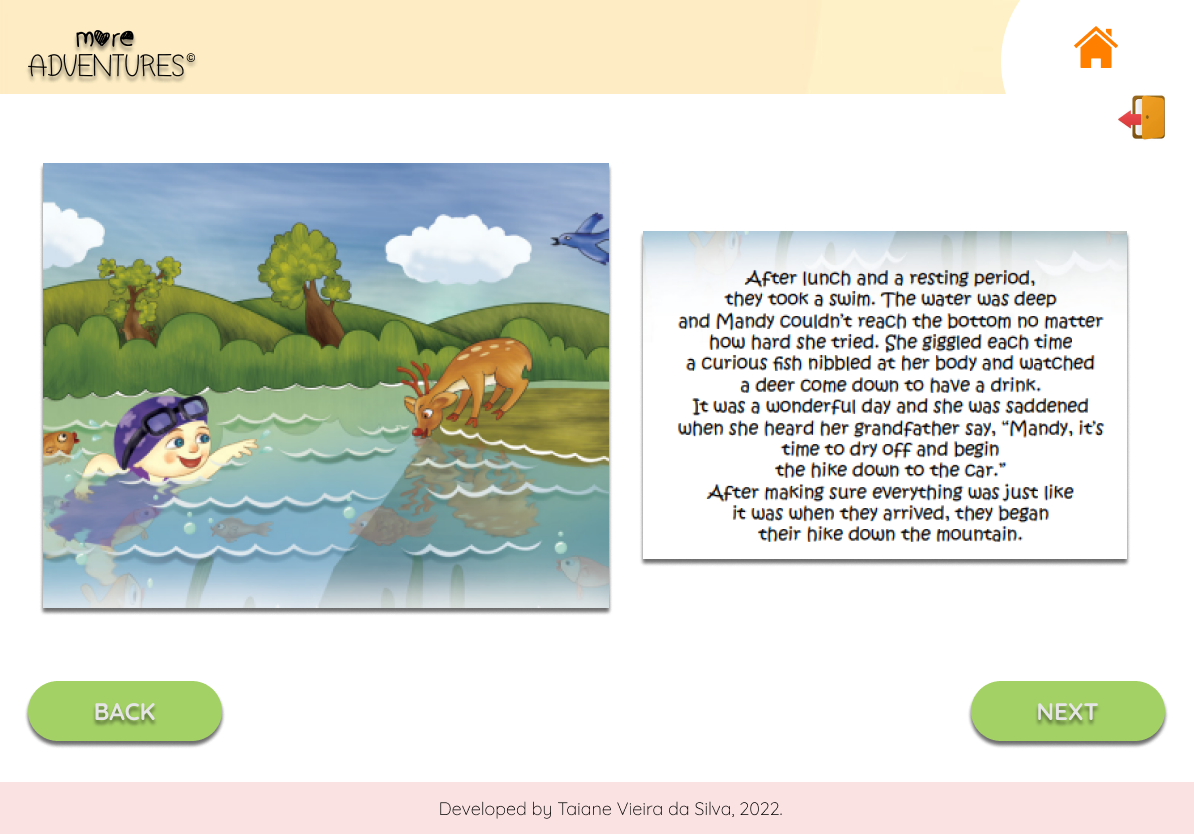 more
ADVENTURES©
After lunch and a resting period,
they took a swim. The water was deep
and Mandy couldn't reach the bottom no matter
how hard she tried. She giggled each time
a curious fish nibbled at her body and watched
a deer come down to have a drink.
It was a wonderful day and she was saddened
when she heard her grandfather say, “Mandy, it's
time to dry off and begin
the hike down to the car.”
After making sure everything was just like
it was when they arrived, they began
their hike down the mountain.
BACK
NEXT
Developed by Taiane Vieira da Silva, 2022.